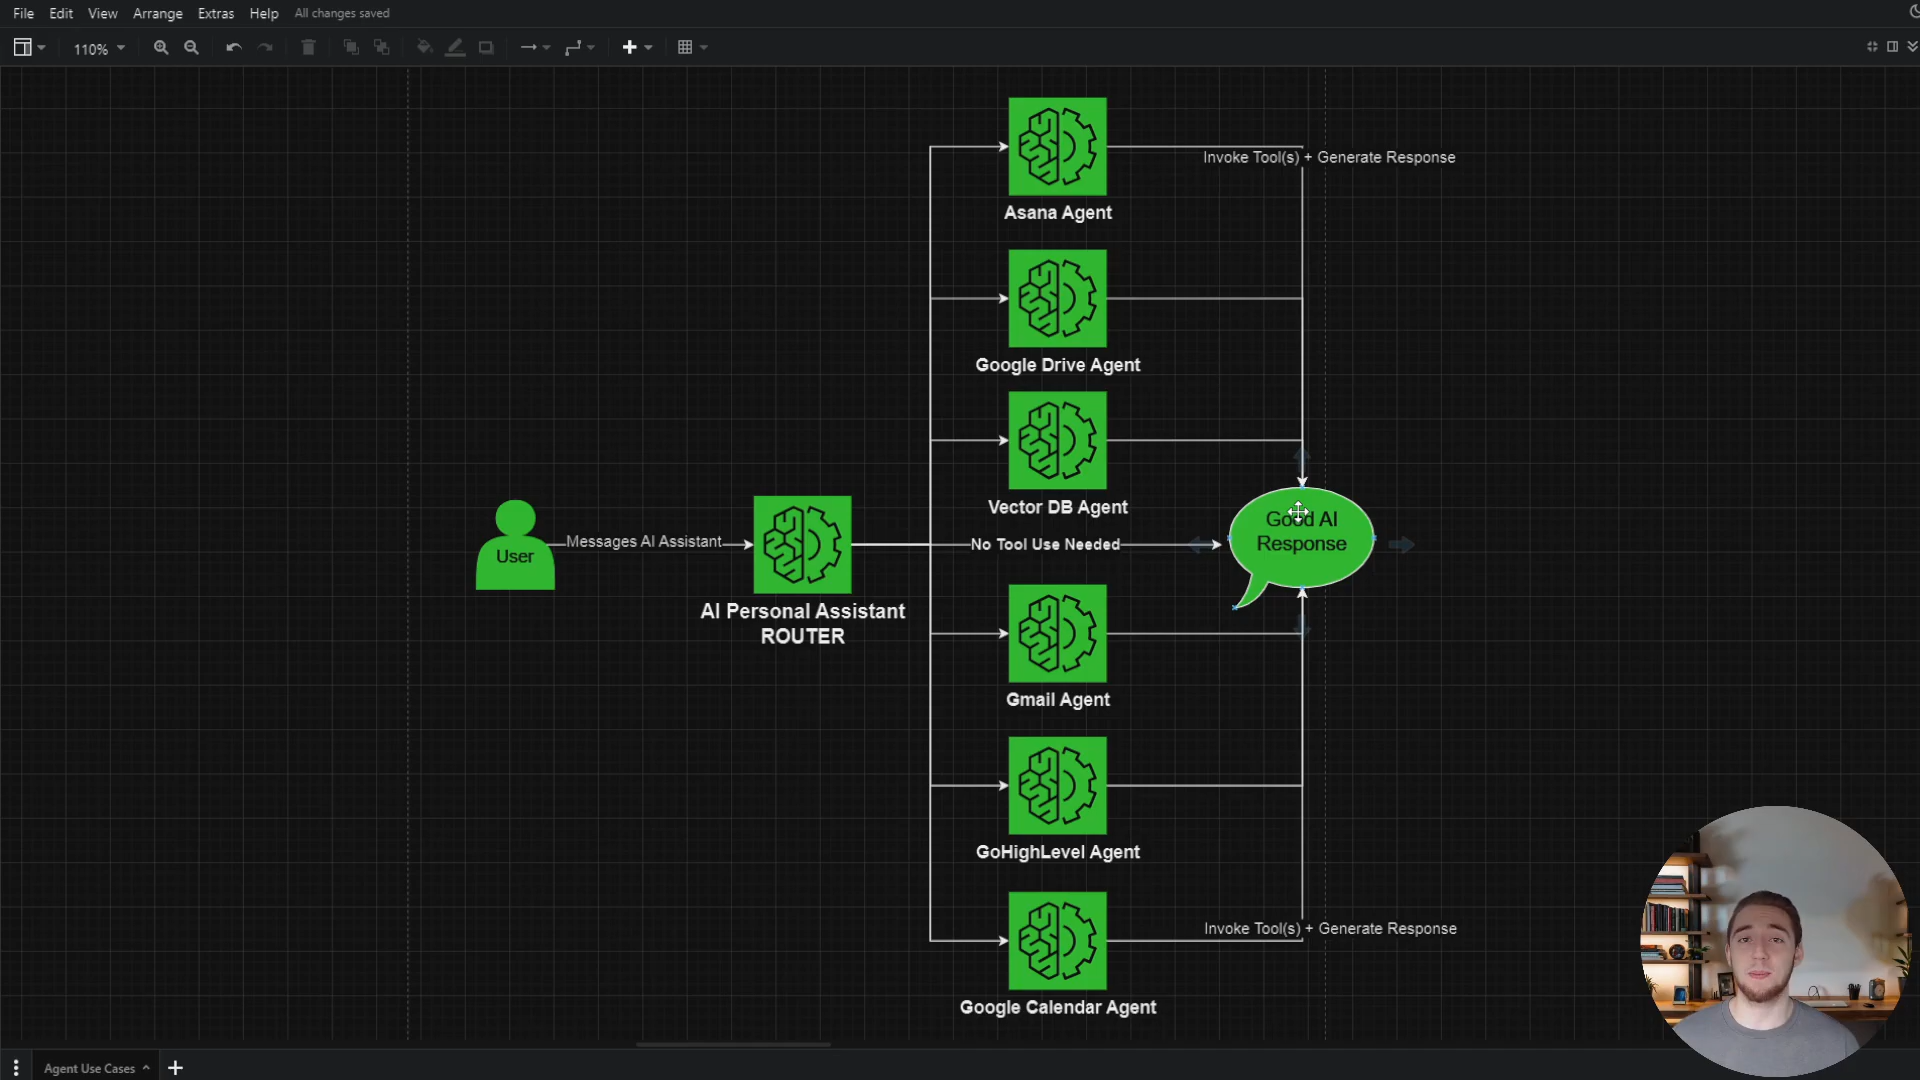 File Edit View Arrange Extras Help All changes saved
110%
Invoke Tool(s) + Generate Response
Asana Agent
Google Drive Agent
Vector DB Agent
User
Messages AI Assistant
No Tool Use Needed
Good AI
Response
AI Personal Assistant
ROUTER
Gmail Agent
GoHighLevel Agent
Invoke Tool(s) + Generate Response
Google Calendar Agent
Agent Use Cases